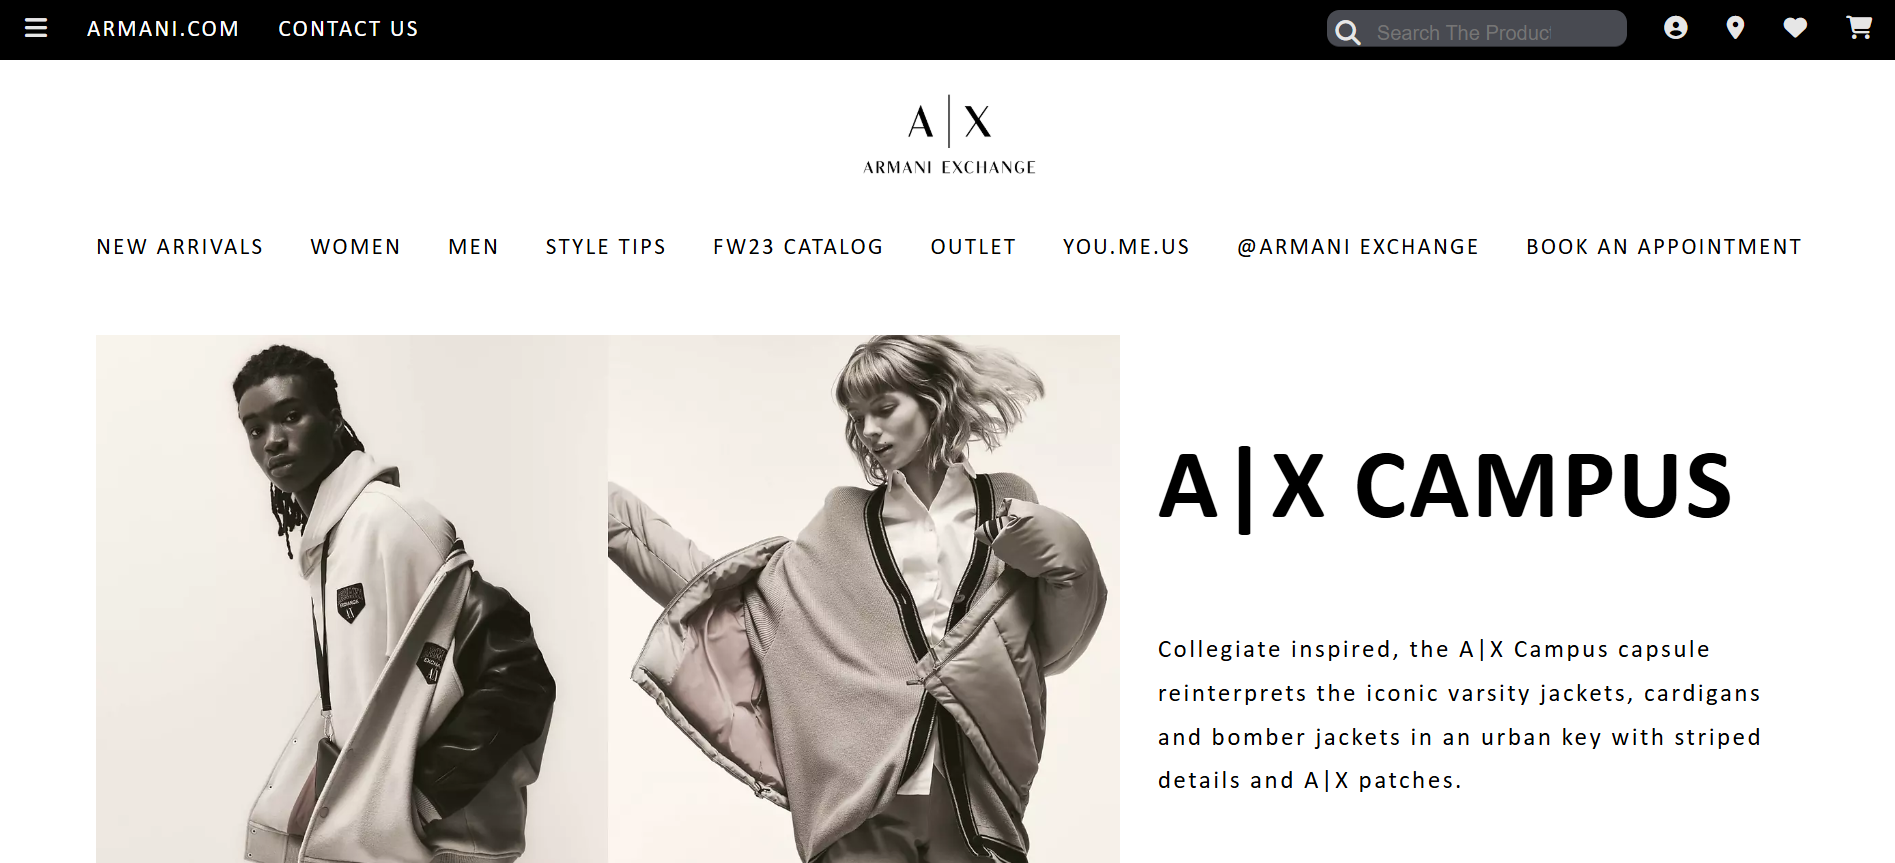 ARMANI.COM CONTACT US Search The Produc
A|X
ARMANI EXCHANGE
NEW ARRIVALS WOMEN MEN STYLE TIPS FW23 CATALOG OUTLET YOU.ME.US @ARMANI EXCHANGE BOOK AN APPOINTMENT
A|X CAMPUS
Collegiate inspired, the A|X Campus capsule
reinterprets the iconic varsity jackets, cardigans
and bomber jackets in an urban key with striped
details and A|X patches.